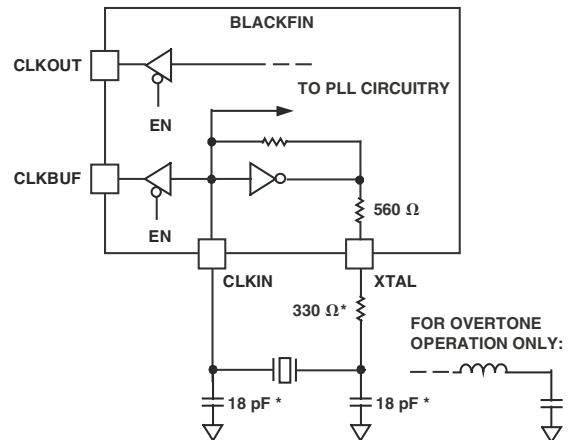 BLACKFIN
CLKOUT
TO PLL CIRCUITRY
EN
CLKBUF
560 Ω
EN
CLKIN
XTAL
330 Ω*
FOR OVERTONE
OPERATION ONLY:
18 pF *
18 pF *